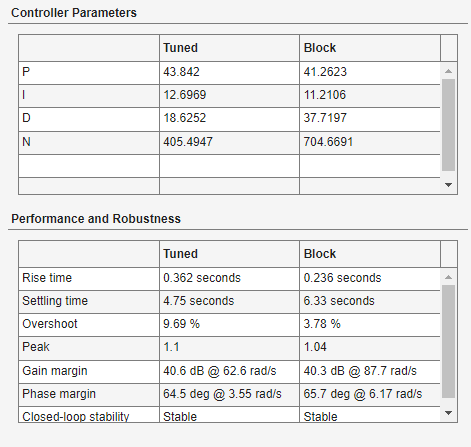 Controller Parameters
Tuned Block
P 43.842 41.2623
I 12.6969 11.2106
D 18.6252 37.7197
N 405.4947 704.6691
Performance and Robustness
Tuned Block
Rise time 0.362 seconds 0.236 seconds
Settling time 4.75 seconds 6.33 seconds
Overshoot 9.69 % 3.78 %
Peak 1.1 1.04
Gain margin 40.6 dB @ 62.6 rad/s 40.3 dB @ 87.7 rad/s
Phase margin 64.5 deg @ 3.55 rad/s 65.7 deg @ 6.17 rad/s
Closed-loop stability Stable Stable